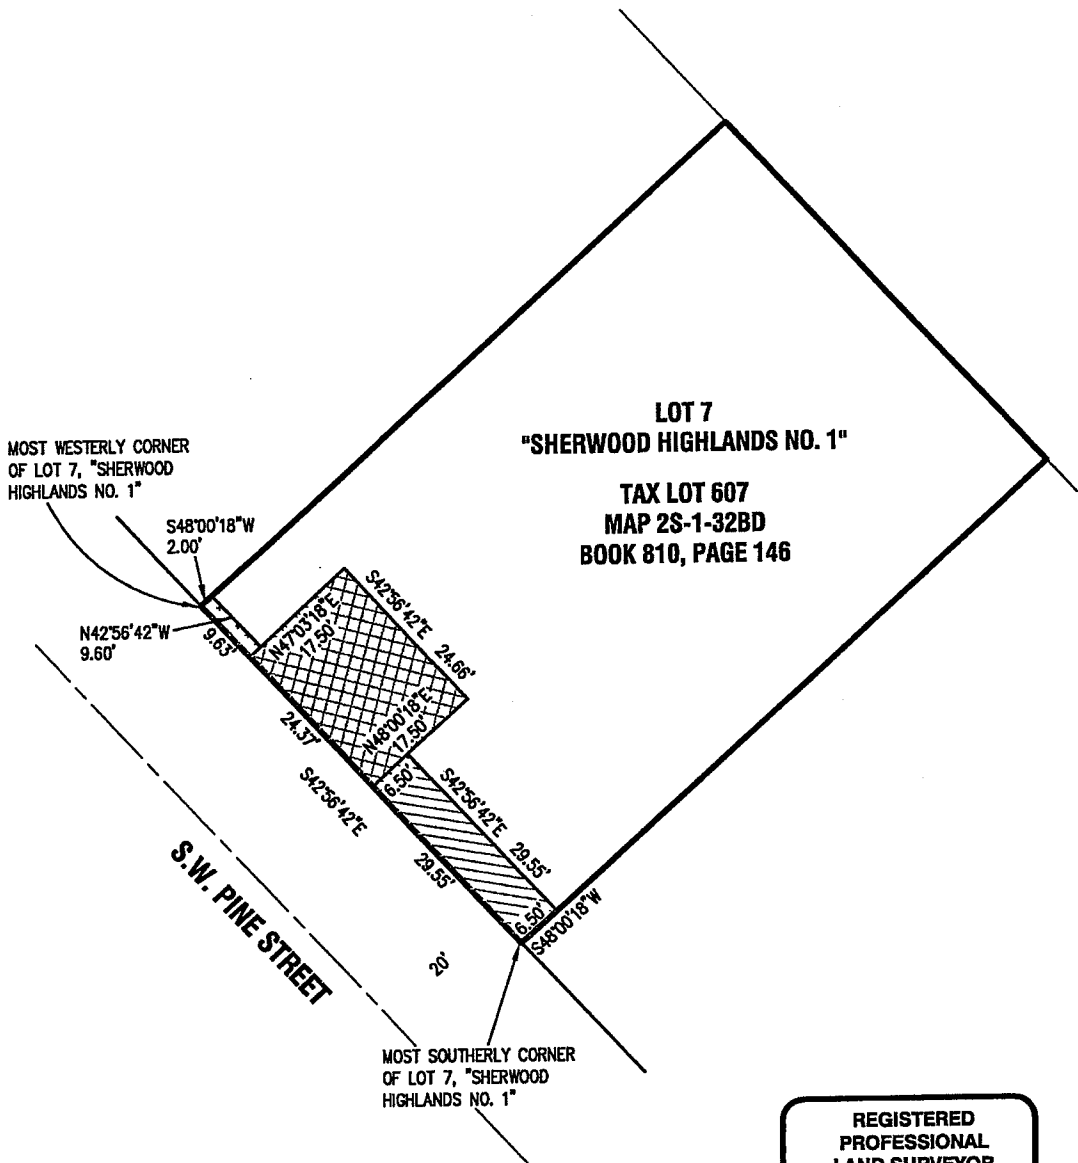 LOT 7
"SHERWOOD HIGHLANDS NO. 1"
TAX LOT 607
MAP 2S-1-32BD
BOOK 810, PAGE 146
MOST WESTERLY CORNER
OF LOT 7, "SHERWOOD
HIGHLANDS NO. 1"
S48°00'18"W
2.00'
N42°56'42"W
9.60'
9.63'
N47°03'18"E
17.50'
S42°56'42"E
24.66'
24.37'
N48°00'18"E
17.50'
S42°56'42"E
6.50'
S42°56'42"E
29.55'
29.55'
6.50'
S48°00'18"W
S.W. PINE STREET
20'
MOST SOUTHERLY CORNER
OF LOT 7, "SHERWOOD
HIGHLANDS NO. 1"
REGISTERED
PROFESSIONAL
LAND SURVEYOR